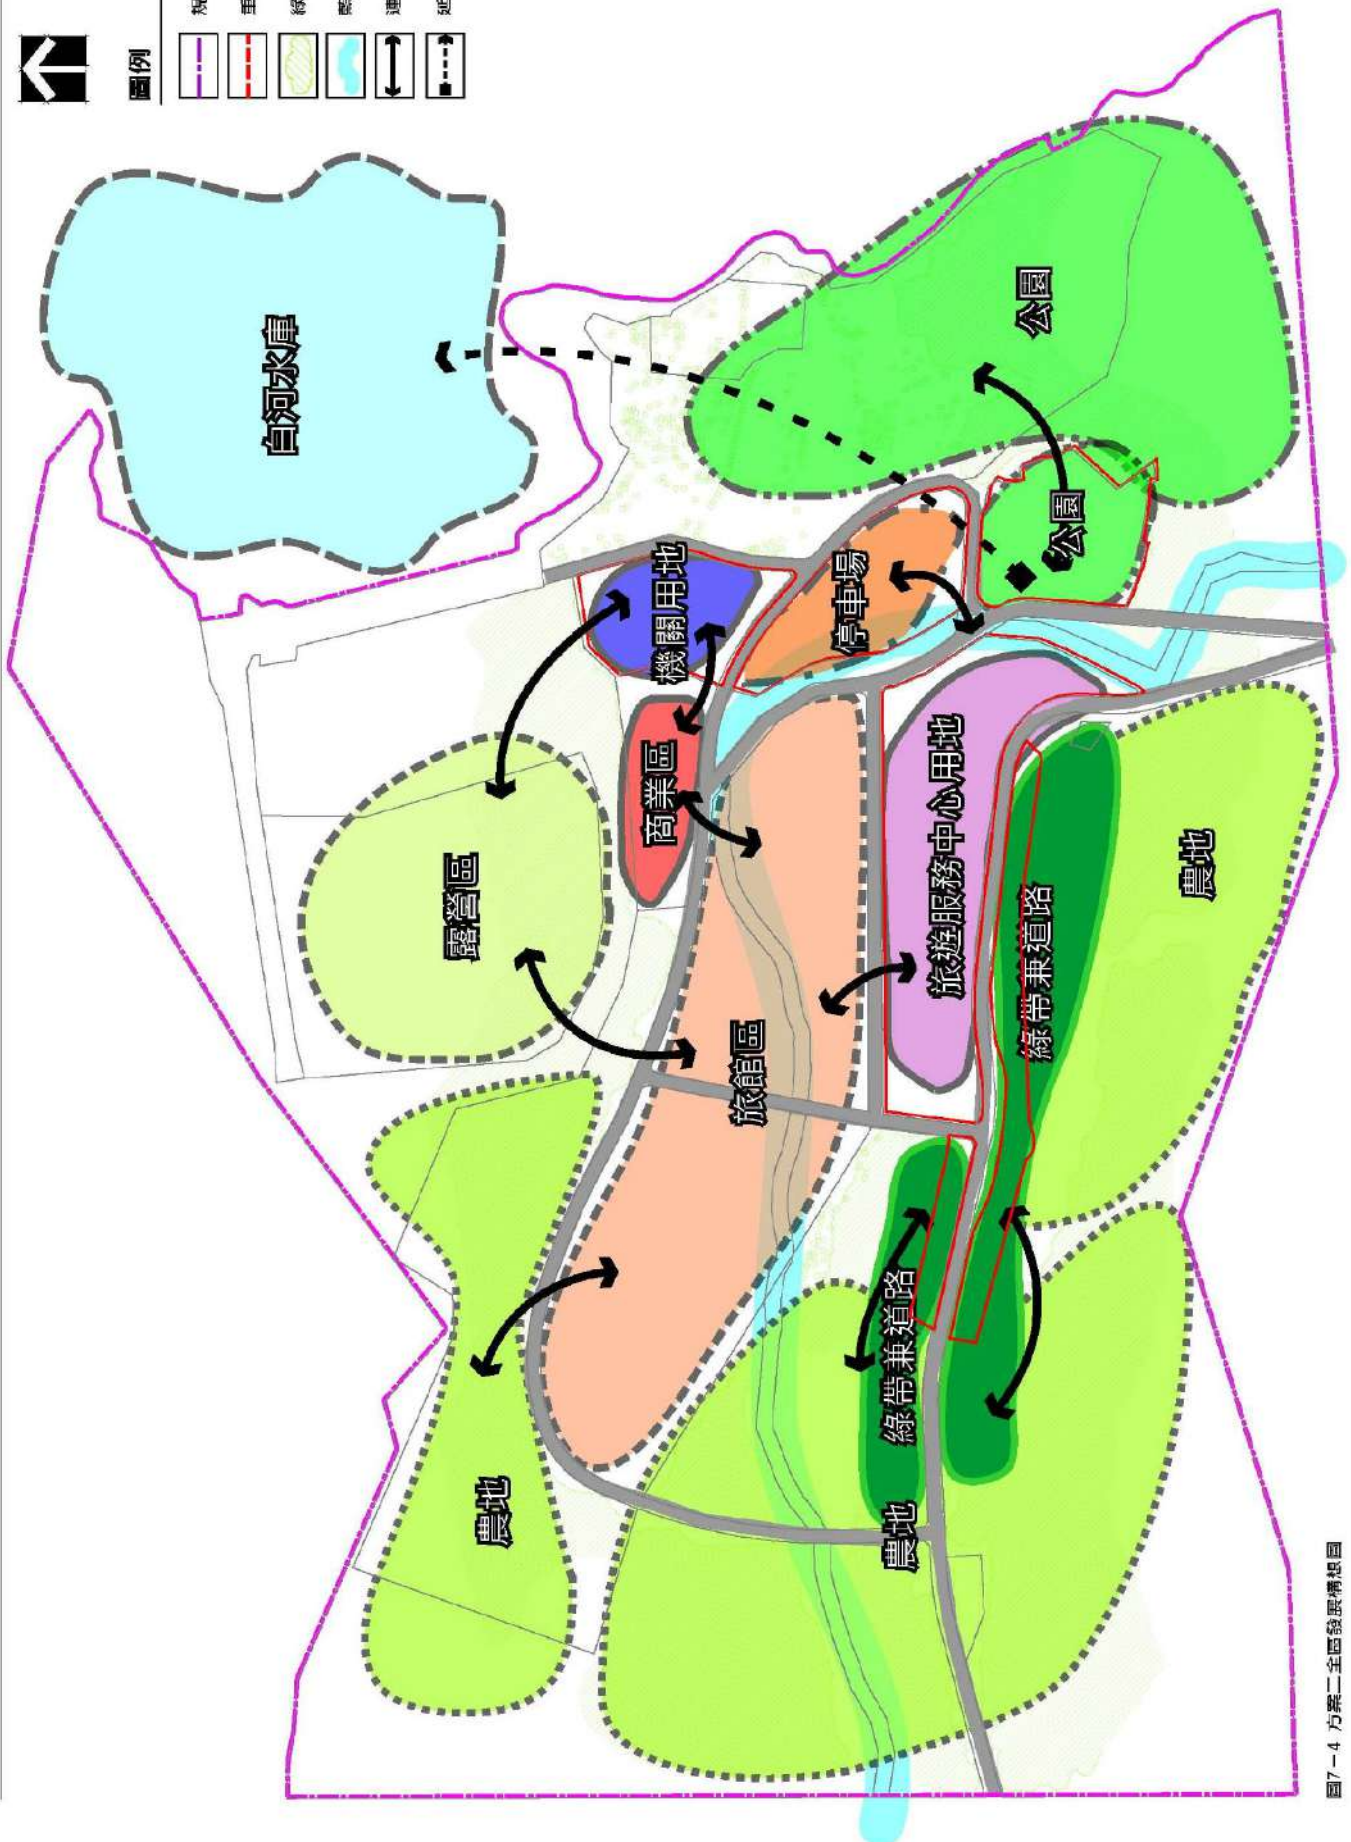 圖例
白河水庫
公園
公園
機關用地
停車場
商業區
露營區
旅館區
旅遊服務中心用地
綠帶兼道路
農地
綠帶兼道路
農地
農地
圖7-4 方案二全區發展構想圖